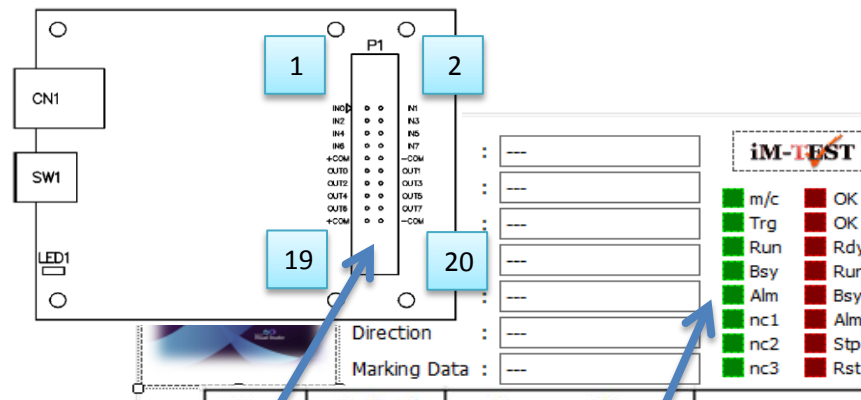 P1
1
2
CN1
SW1
LED1
IN0 IN1
IN2 IN3
IN4 IN5
IN6 IN7
+COM -COM
OUT0 OUT1
OUT2 OUT3
OUT4 OUT5
OUT6 OUT7
+COM -COM
19
20
: ---
: ---
: ---
---
: ---
Direction : ---
Marking Data : ---
iM-TEST
m/c OK
Trg OK
Run Rdy
Bsy Run
Alm Bsy
nc1 Alm
nc2 Stp
nc3 Rst